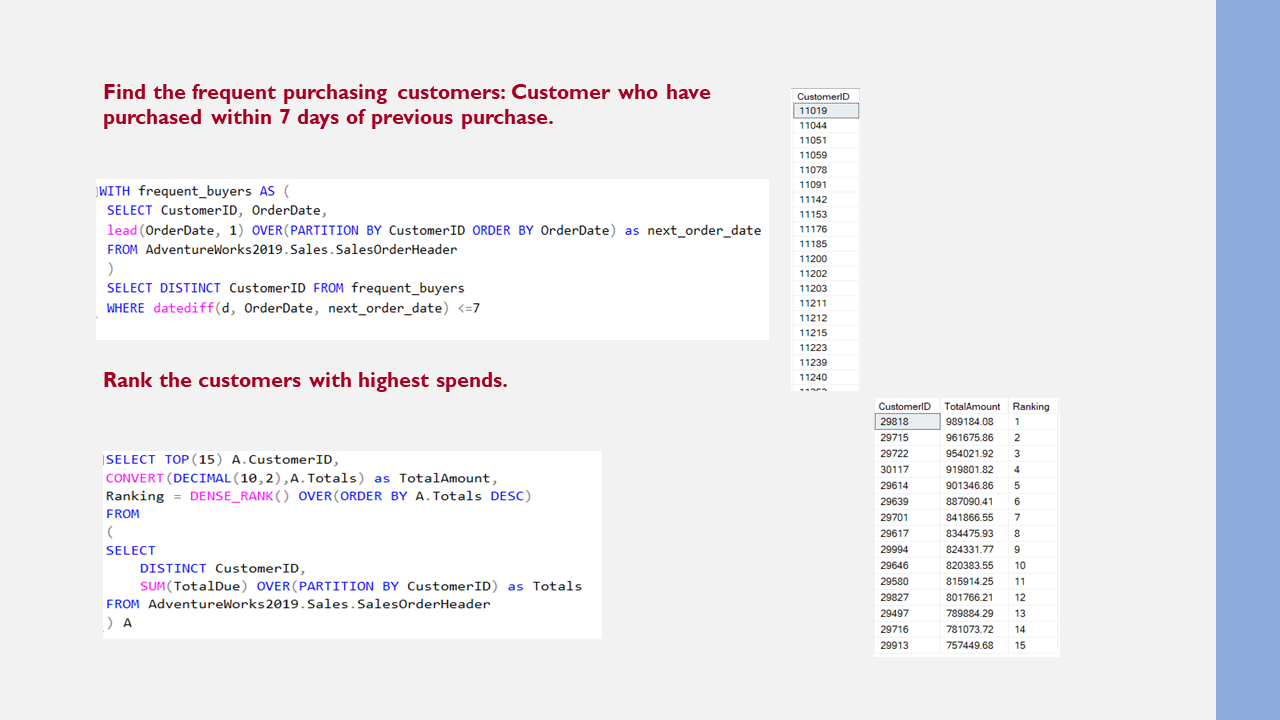 Find the frequent purchasing customers: Customer who have
purchased within 7 days of previous purchase.
WITH frequent_buyers AS (
SELECT CustomerID, OrderDate,
lead(OrderDate, 1) OVER(PARTITION BY CustomerID ORDER BY OrderDate) as next_order_date
FROM AdventureWorks2019.Sales.SalesOrderHeader
)
SELECT DISTINCT CustomerID FROM frequent_buyers
WHERE datediff(d, OrderDate, next_order_date) <=7
CustomerID
11019
11044
11051
11059
11078
11091
11142
11153
11176
11185
11200
11202
11203
11211
11212
11215
11223
11239
11240
Rank the customers with highest spends.
SELECT TOP(15) A.CustomerID,
CONVERT(DECIMAL(10,2),A.Totals) as TotalAmount,
Ranking = DENSE_RANK() OVER(ORDER BY A.Totals DESC)
FROM
(
SELECT
DISTINCT CustomerID,
SUM(TotalDue) OVER(PARTITION BY CustomerID) as Totals
FROM AdventureWorks2019.Sales.SalesOrderHeader
) A
CustomerID TotalAmount Ranking
29818 989184.08 1
29715 961675.86 2
29722 954021.92 3
30117 919801.82 4
29614 901346.86 5
29639 887090.41 6
29701 841866.55 7
29617 834475.93 8
29994 824331.77 9
29646 820383.55 10
29580 815914.25 11
29827 801766.21 12
29497 789884.29 13
29716 781073.72 14
29913 757449.68 15